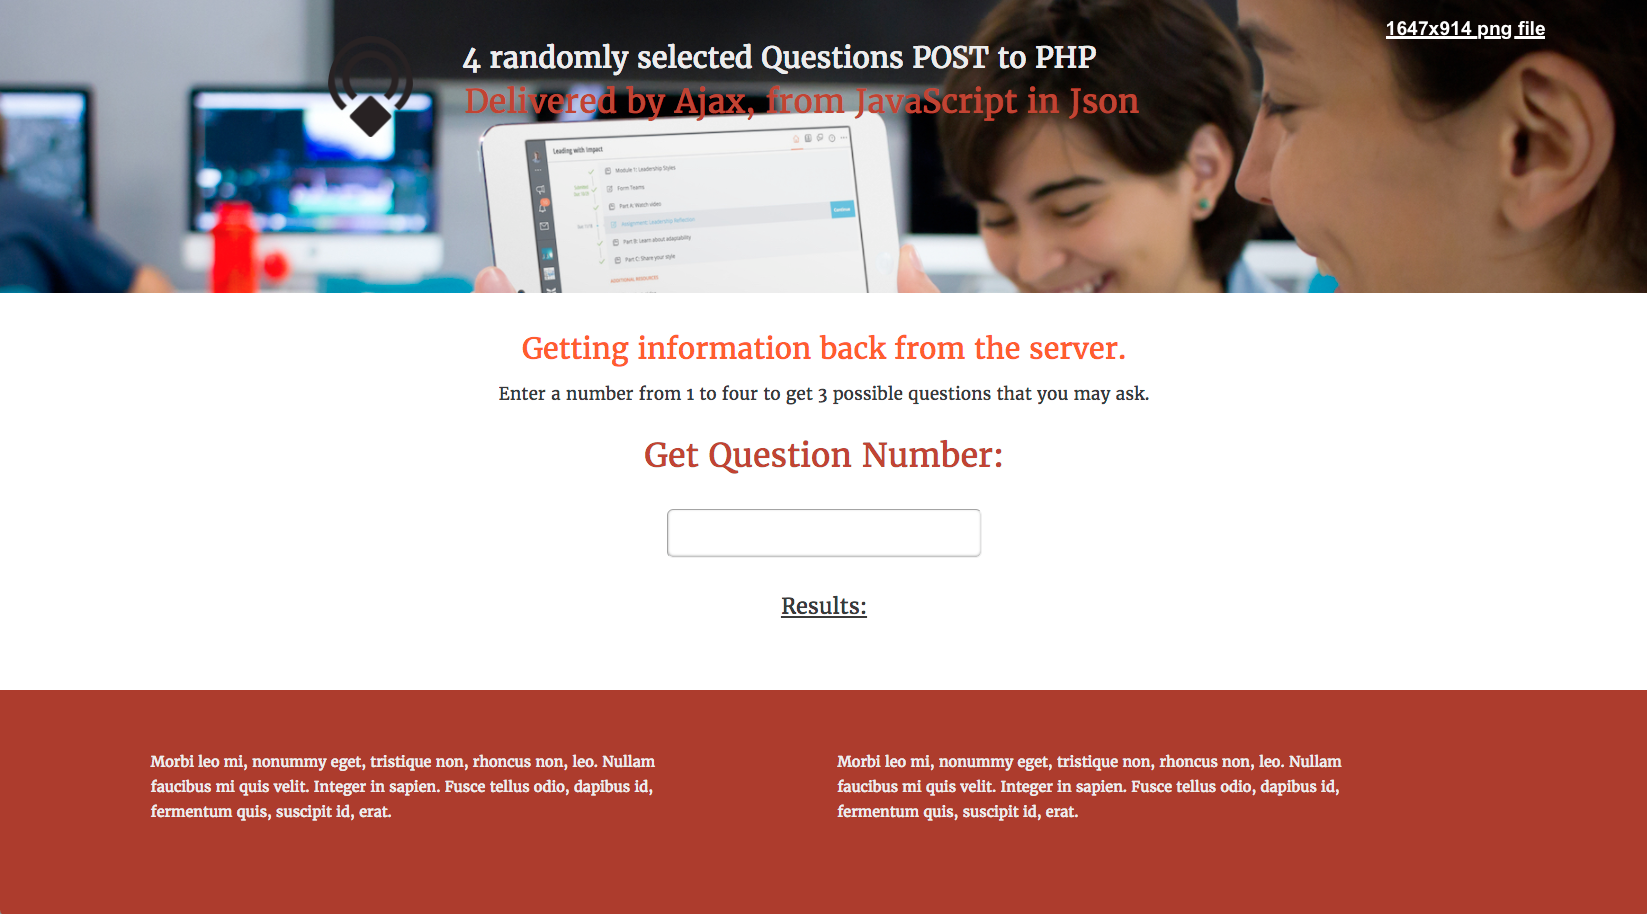 1647x914 png file
4 randomly selected Questions POST to PHP
Delivered by Ajax, from JavaScript in Json
Leading with Impact
Module 1: Leadership Styles
Form Teams
Part A: Watch video
Assignment: Leadership Reflection
Continue
Part B: Learn about adaptability
Part C: Share your style
ADDITIONAL RESOURCES
Getting information back from the server.
Enter a number from 1 to four to get 3 possible questions that you may ask.
Get Question Number:
Results:
Morbi leo mi, nonummy eget, tristique non, rhoncus non, leo. Nullam
faucibus mi quis velit. Integer in sapien. Fusce tellus odio, dapibus id,
fermentum quis, suscipit id, erat.
Morbi leo mi, nonummy eget, tristique non, rhoncus non, leo. Nullam
faucibus mi quis velit. Integer in sapien. Fusce tellus odio, dapibus id,
fermentum quis, suscipit id, erat.